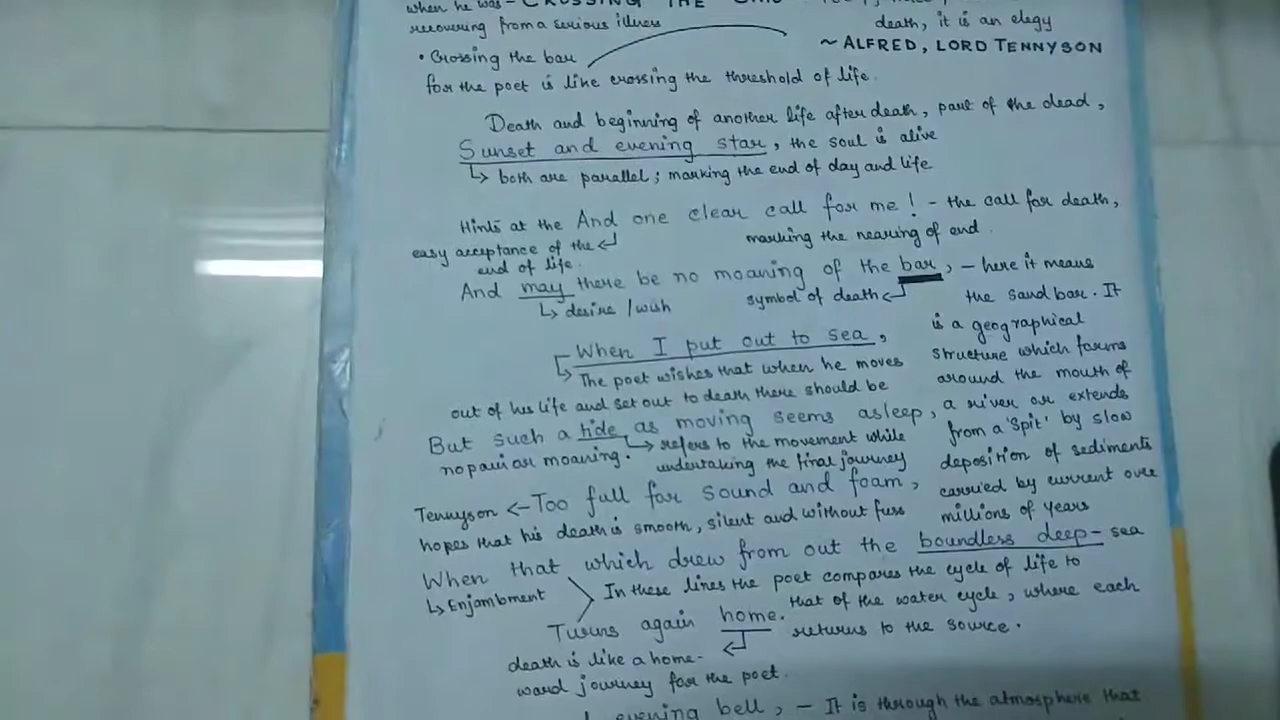 when he was - CROSSING THE
recovering from a serious illness death, it is an elegy
~ ALFRED, LORD TENNYSON
• Crossing the bar
for the poet is like crossing the threshold of life.
Death and beginning of another life after death, part of the dead,
Sunset and evening star, the soul is alive
↳ both are parallel; marking the end of day and life
Hints at the And one clear call for me! - the call for death,
easy acceptance of the marking the nearing of end.
end of life.
And may there be no moaning of the bar, - here it means
↳ desire / wish symbol of death the sand bar. It
is a geographical
When I put out to sea, structure which forms
↳ The poet wishes that when he moves around the mouth of
out of his life and set out to death there should be
But such a tide as moving seems asleep, a river or extends
no pain or moaning. ↳ refers to the movement while from a 'spit' by slow
undertaking the final journey deposition of sediments
Tennyson ← Too full for sound and foam, carried by current over
hopes that his death is smooth, silent and without fuss millions of years
When that which drew from out the boundless deep - sea
↳ Enjambment In these lines the poet compares the cycle of life to
that of the water cycle, where each
Turns again home. returns to the source.
death is like a home-
ward journey for the poet.
evening bell, - It is through the atmosphere that